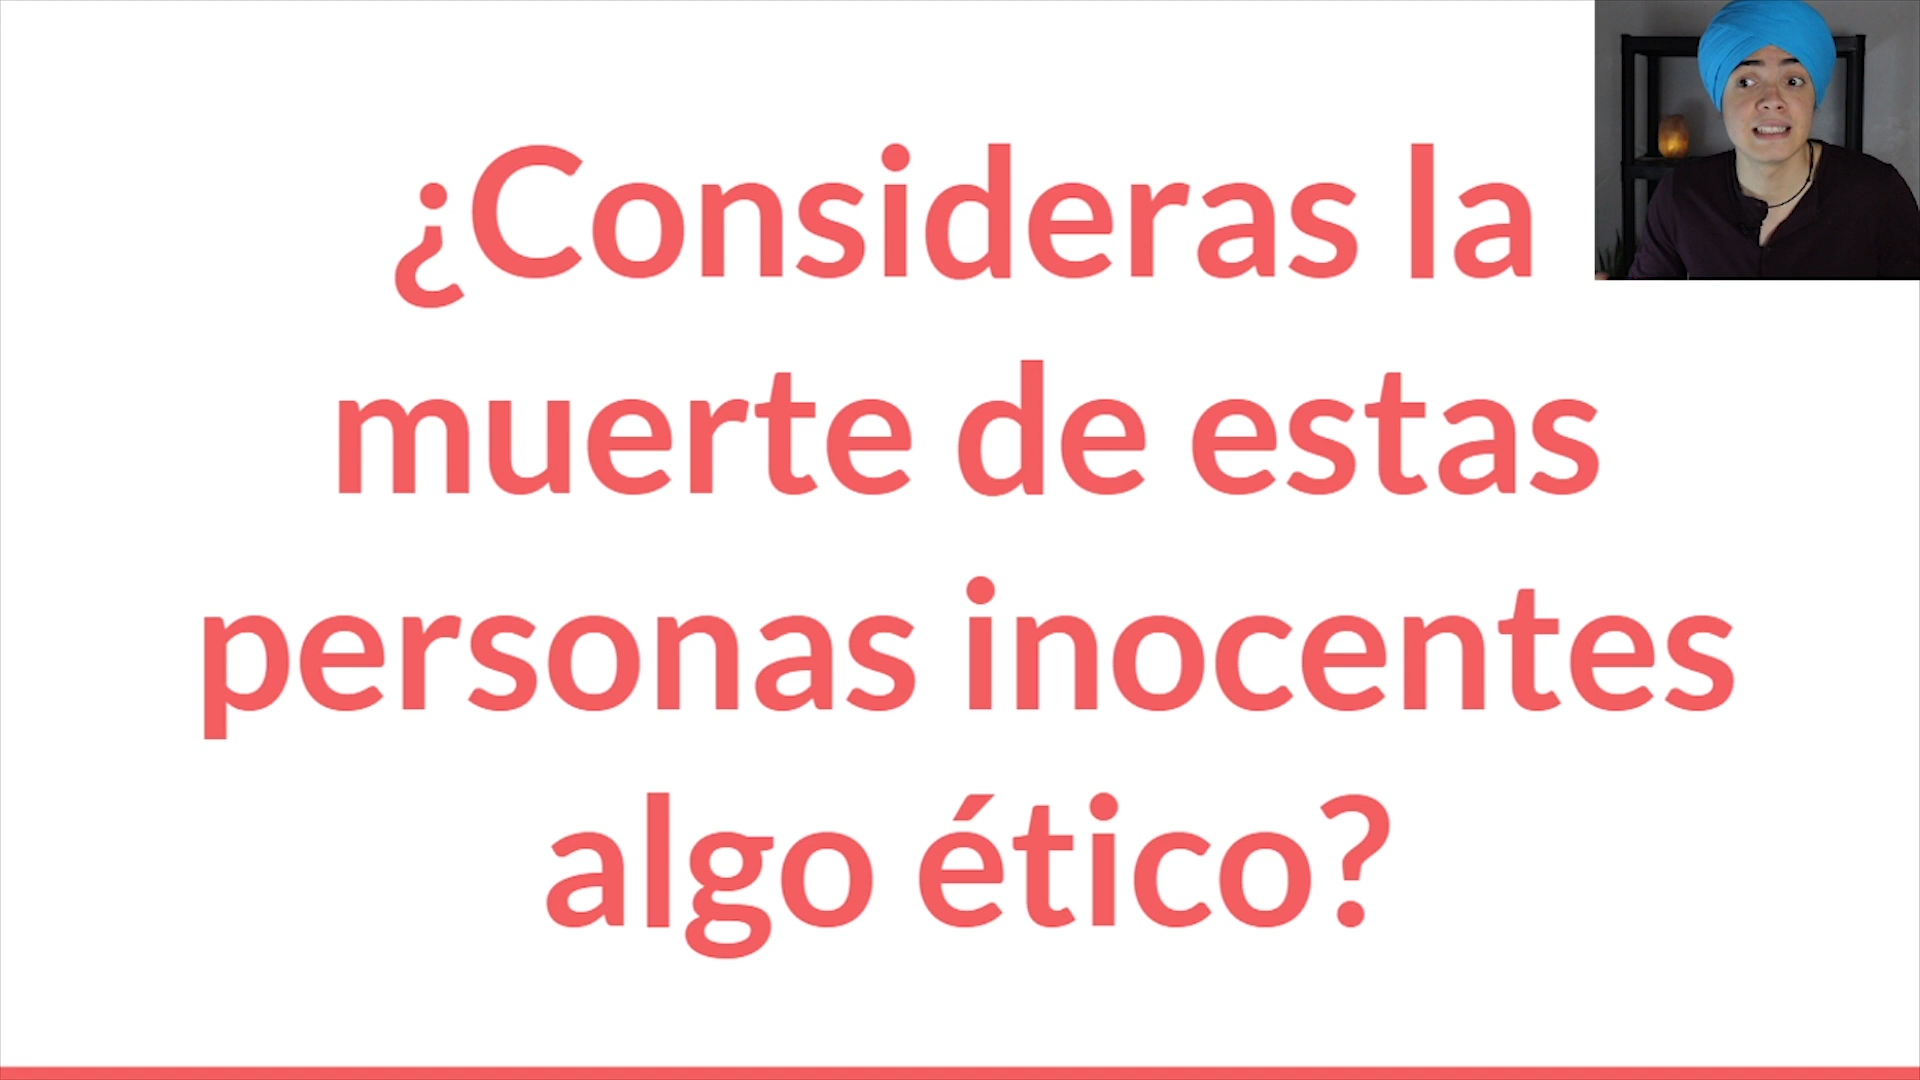 ¿Consideras la
muerte de estas
personas inocentes
algo ético?